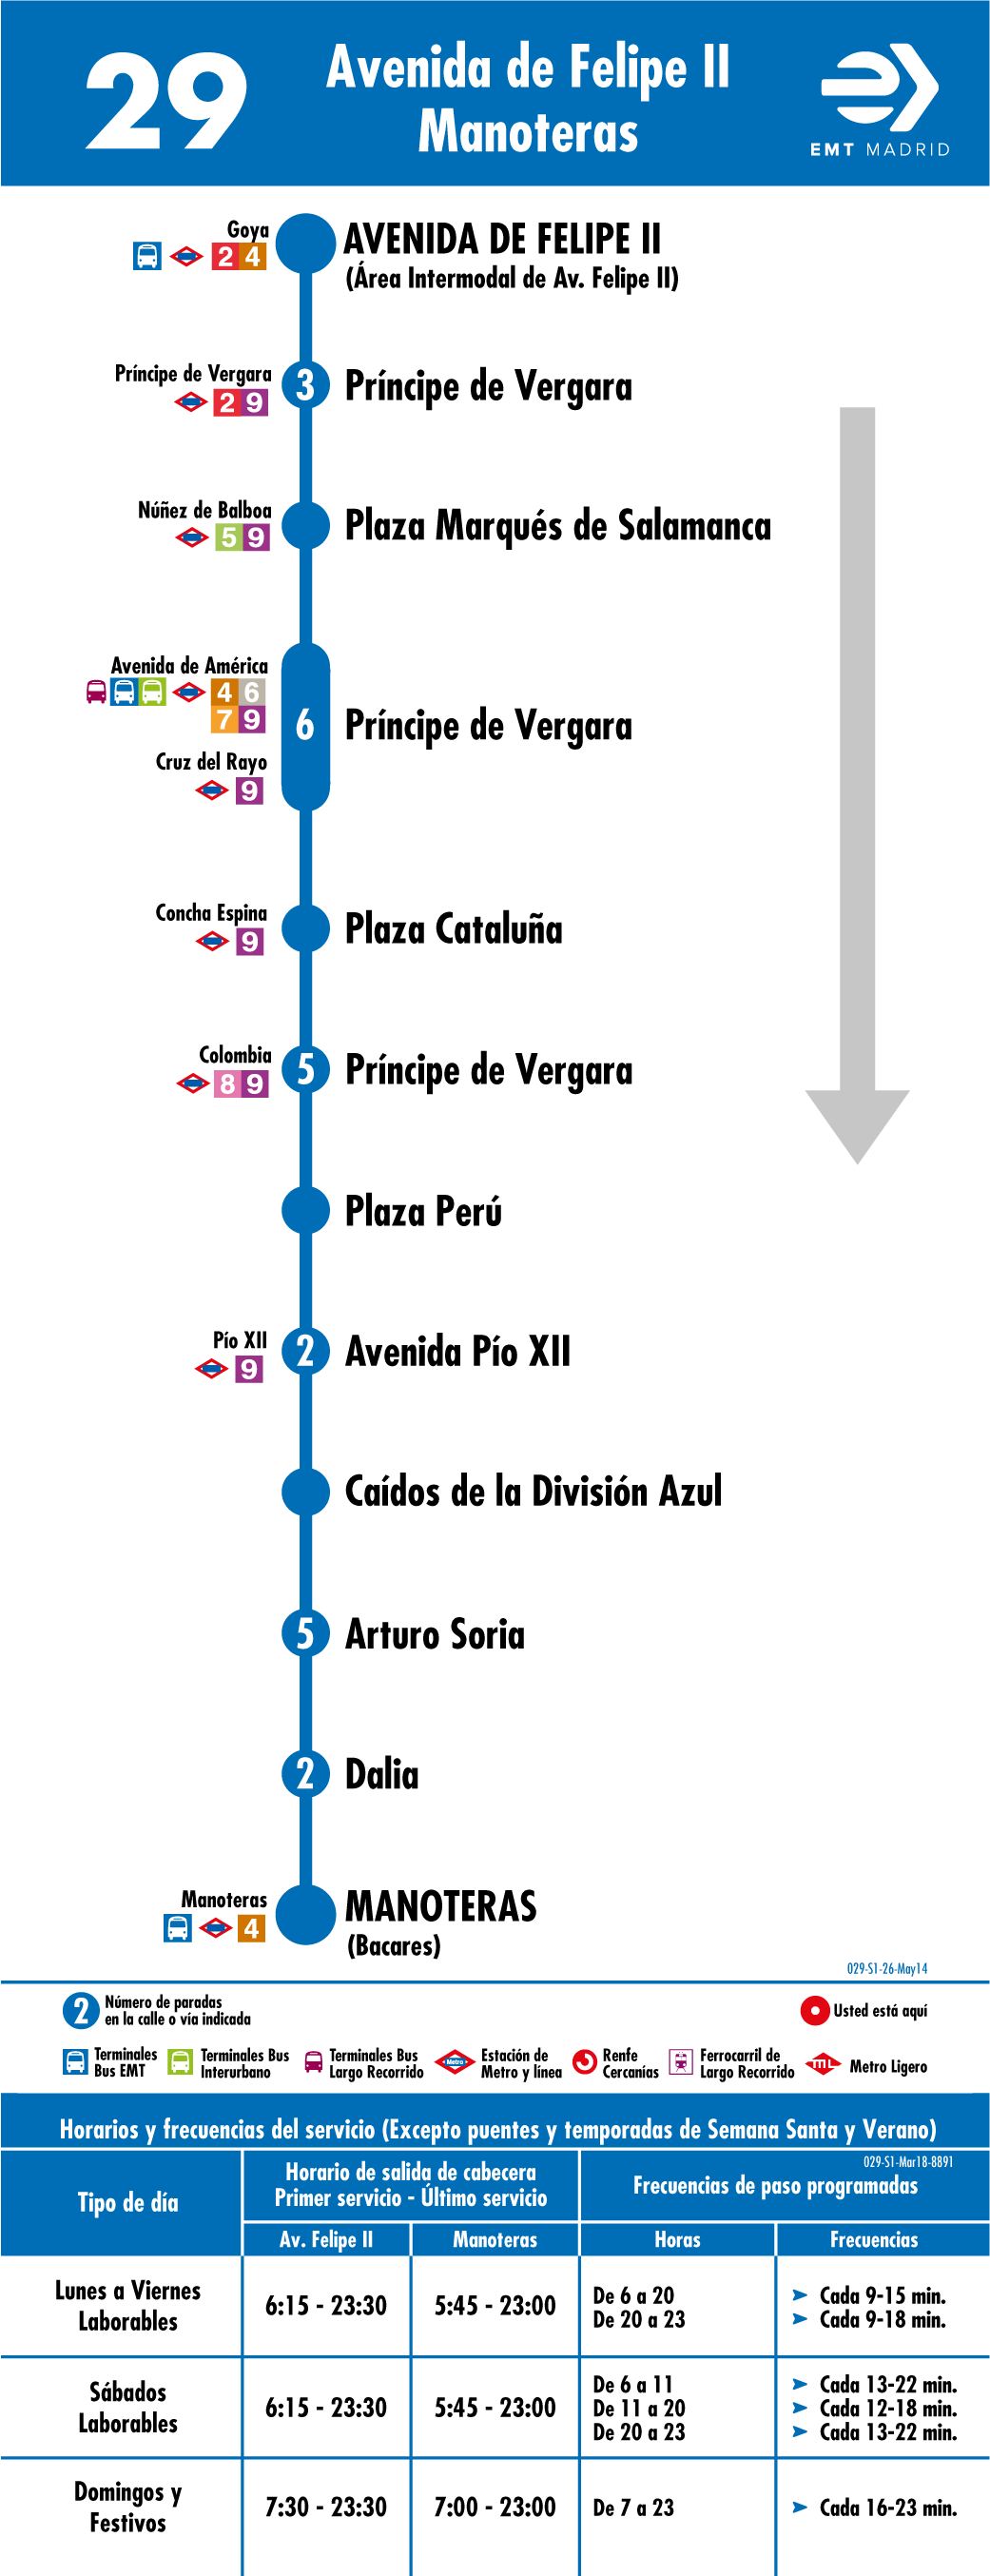 29
Avenida de Felipe II
Manoteras
EMT MADRID
Goya
2 4
AVENIDA DE FELIPE II
(Área Intermodal de Av. Felipe II)
Príncipe de Vergara
2 9
3
Príncipe de Vergara
Núñez de Balboa
5 9
Plaza Marqués de Salamanca
Avenida de América
4 6
7 9
6
Príncipe de Vergara
Cruz del Rayo
9
Concha Espina
9
Plaza Cataluña
Colombia
8 9
5
Príncipe de Vergara
Plaza Perú
Pío XII
9
2
Avenida Pío XII
Caídos de la División Azul
5
Arturo Soria
2
Dalia
Manoteras
4
MANOTERAS
(Bacares)
029-S1-26-May14
2
Número de paradas
en la calle o vía indicada
Usted está aquí
Terminales
Bus EMT
Terminales Bus
Interurbano
Terminales Bus
Largo Recorrido
Metro
Estación de
Metro y línea
Renfe
Cercanías
Ferrocarril de
Largo Recorrido
ML
Metro Ligero
Horarios y frecuencias del servicio (Excepto puentes y temporadas de Semana Santa y Verano)
029-S1-Mar18-8891
Tipo de día
Horario de salida de cabecera
Primer servicio - Último servicio
Frecuencias de paso programadas
Av. Felipe II
Manoteras
Horas
Frecuencias
Lunes a Viernes
Laborables
6:15 - 23:30
5:45 - 23:00
De 6 a 20
Cada 9-15 min.
De 20 a 23
Cada 9-18 min.
Sábados
Laborables
6:15 - 23:30
5:45 - 23:00
De 6 a 11
Cada 13-22 min.
De 11 a 20
Cada 12-18 min.
De 20 a 23
Cada 13-22 min.
Domingos y
Festivos
7:30 - 23:30
7:00 - 23:00
De 7 a 23
Cada 16-23 min.